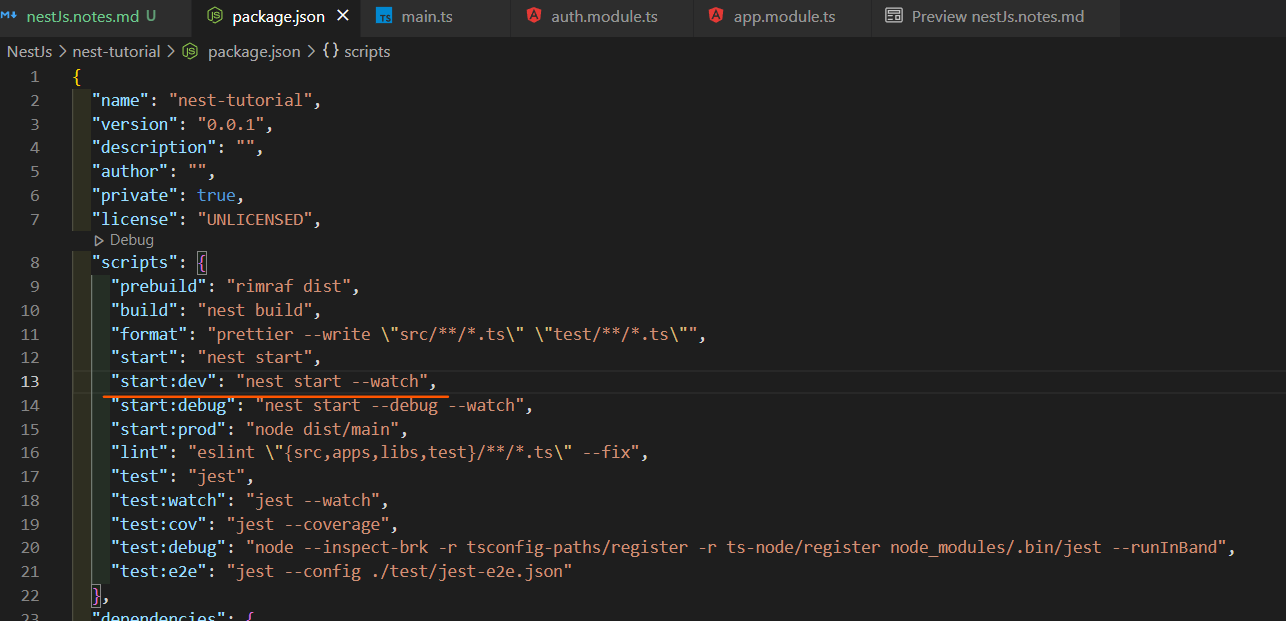 nestJs.notes.md U package.json main.ts auth.module.ts app.module.ts Preview nestJs.notes.md
NestJs > nest-tutorial > package.json > {} scripts
1 {
2 "name": "nest-tutorial",
3 "version": "0.0.1",
4 "description": "",
5 "author": "",
6 "private": true,
7 "license": "UNLICENSED",
Debug
8 "scripts": {
9 "prebuild": "rimraf dist",
10 "build": "nest build",
11 "format": "prettier --write \"src/**/*.ts\" \"test/**/*.ts\"",
12 "start": "nest start",
13 "start:dev": "nest start --watch",
14 "start:debug": "nest start --debug --watch",
15 "start:prod": "node dist/main",
16 "lint": "eslint \"{src,apps,libs,test}/**/*.ts\" --fix",
17 "test": "jest",
18 "test:watch": "jest --watch",
19 "test:cov": "jest --coverage",
20 "test:debug": "node --inspect-brk -r tsconfig-paths/register -r ts-node/register node_modules/.bin/jest --runInBand",
21 "test:e2e": "jest --config ./test/jest-e2e.json"
22 },
23 "dependencies": {